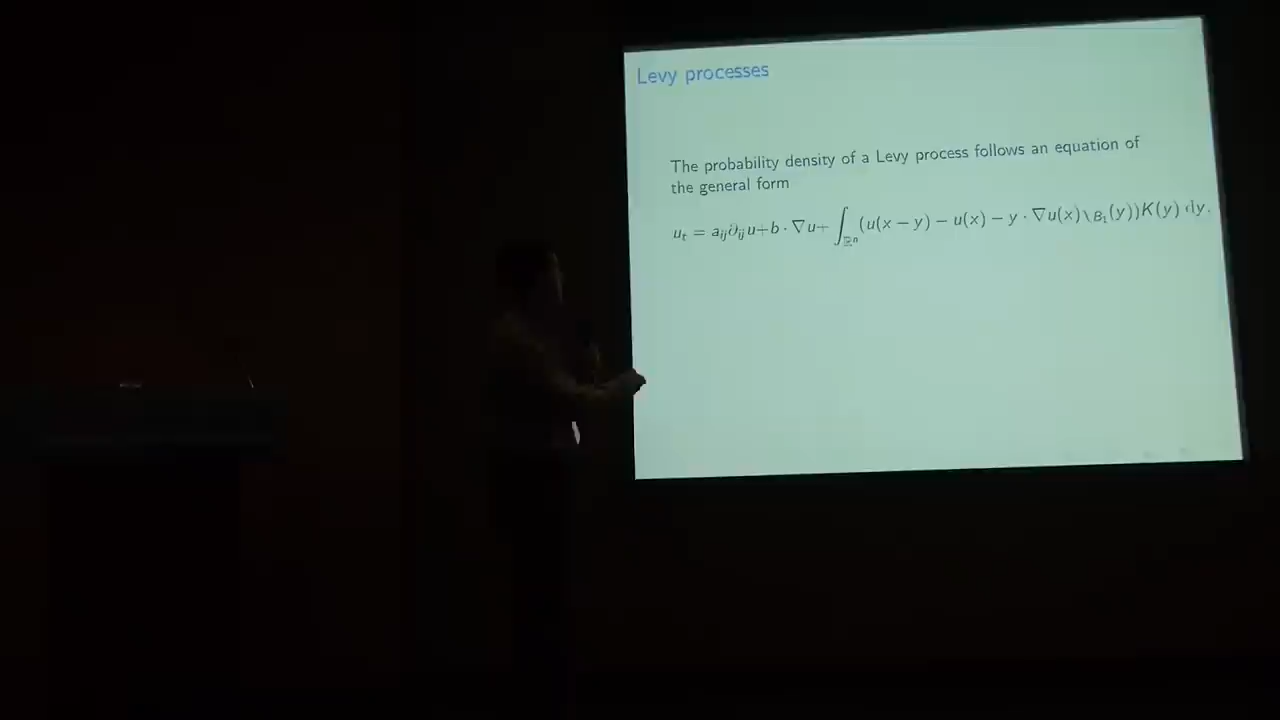 Levy processes
The probability density of a Levy process follows an equation of
the general form
u_t = a_{ij}∂_{ij}u+b · ∇u+ ∫_{ℝ^n} (u(x − y) − u(x) − y · ∇u(x)\_{B_1}(y))K(y) dy.